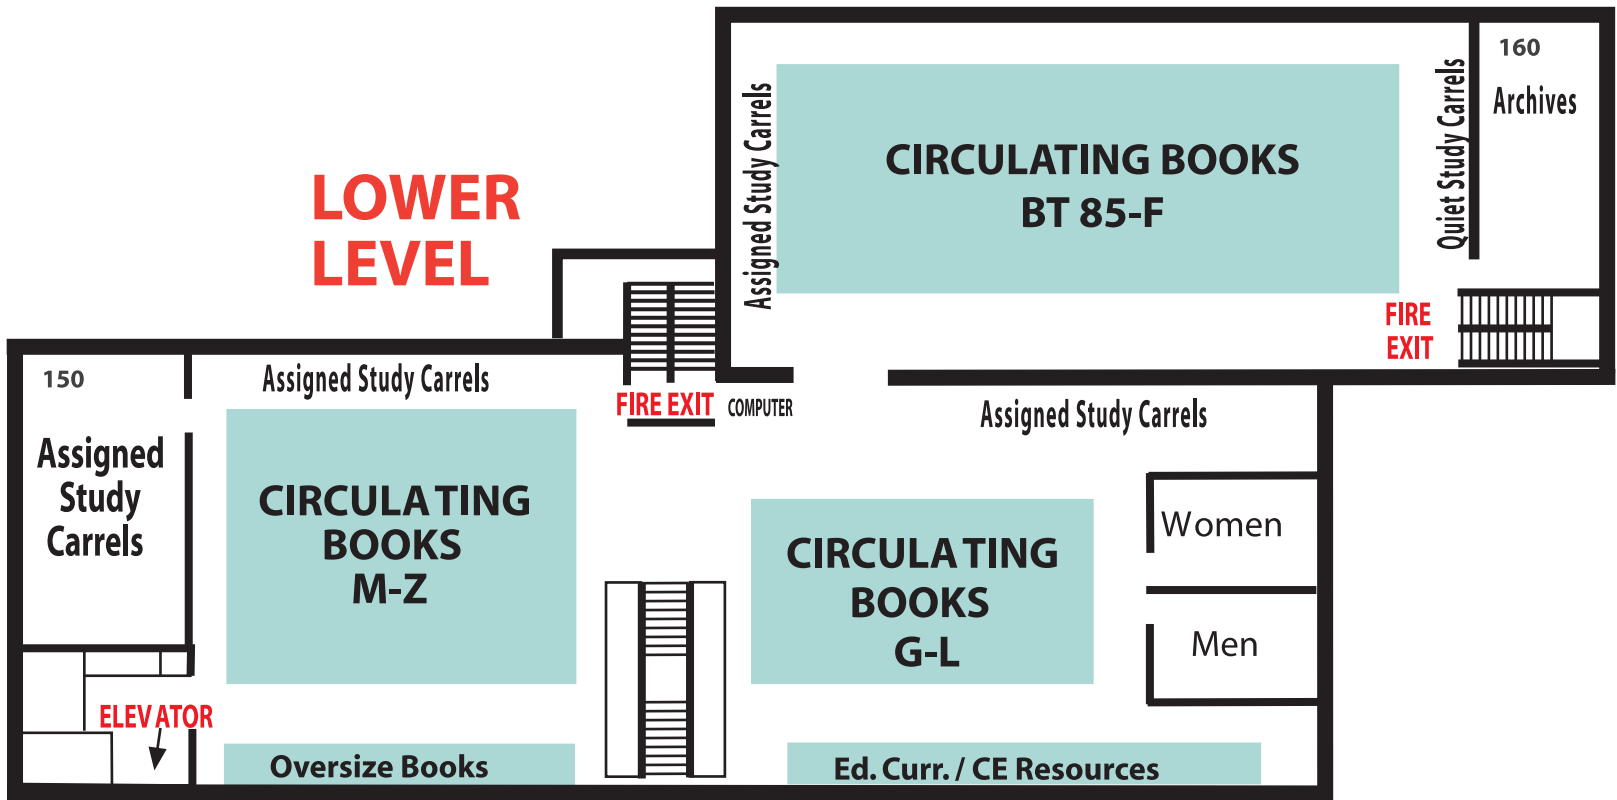 160
Archives
Assigned Study Carrels
CIRCULATING BOOKS
BT 85-F
Quiet Study Carrels
LOWER
LEVEL
FIRE
EXIT
150
Assigned Study Carrels
FIRE EXIT
COMPUTER
Assigned Study Carrels
Assigned
Study
Carrels
CIRCULATING
BOOKS
M-Z
CIRCULATING
BOOKS
G-L
Women
Men
ELEVATOR
Oversize Books
Ed. Curr. / CE Resources